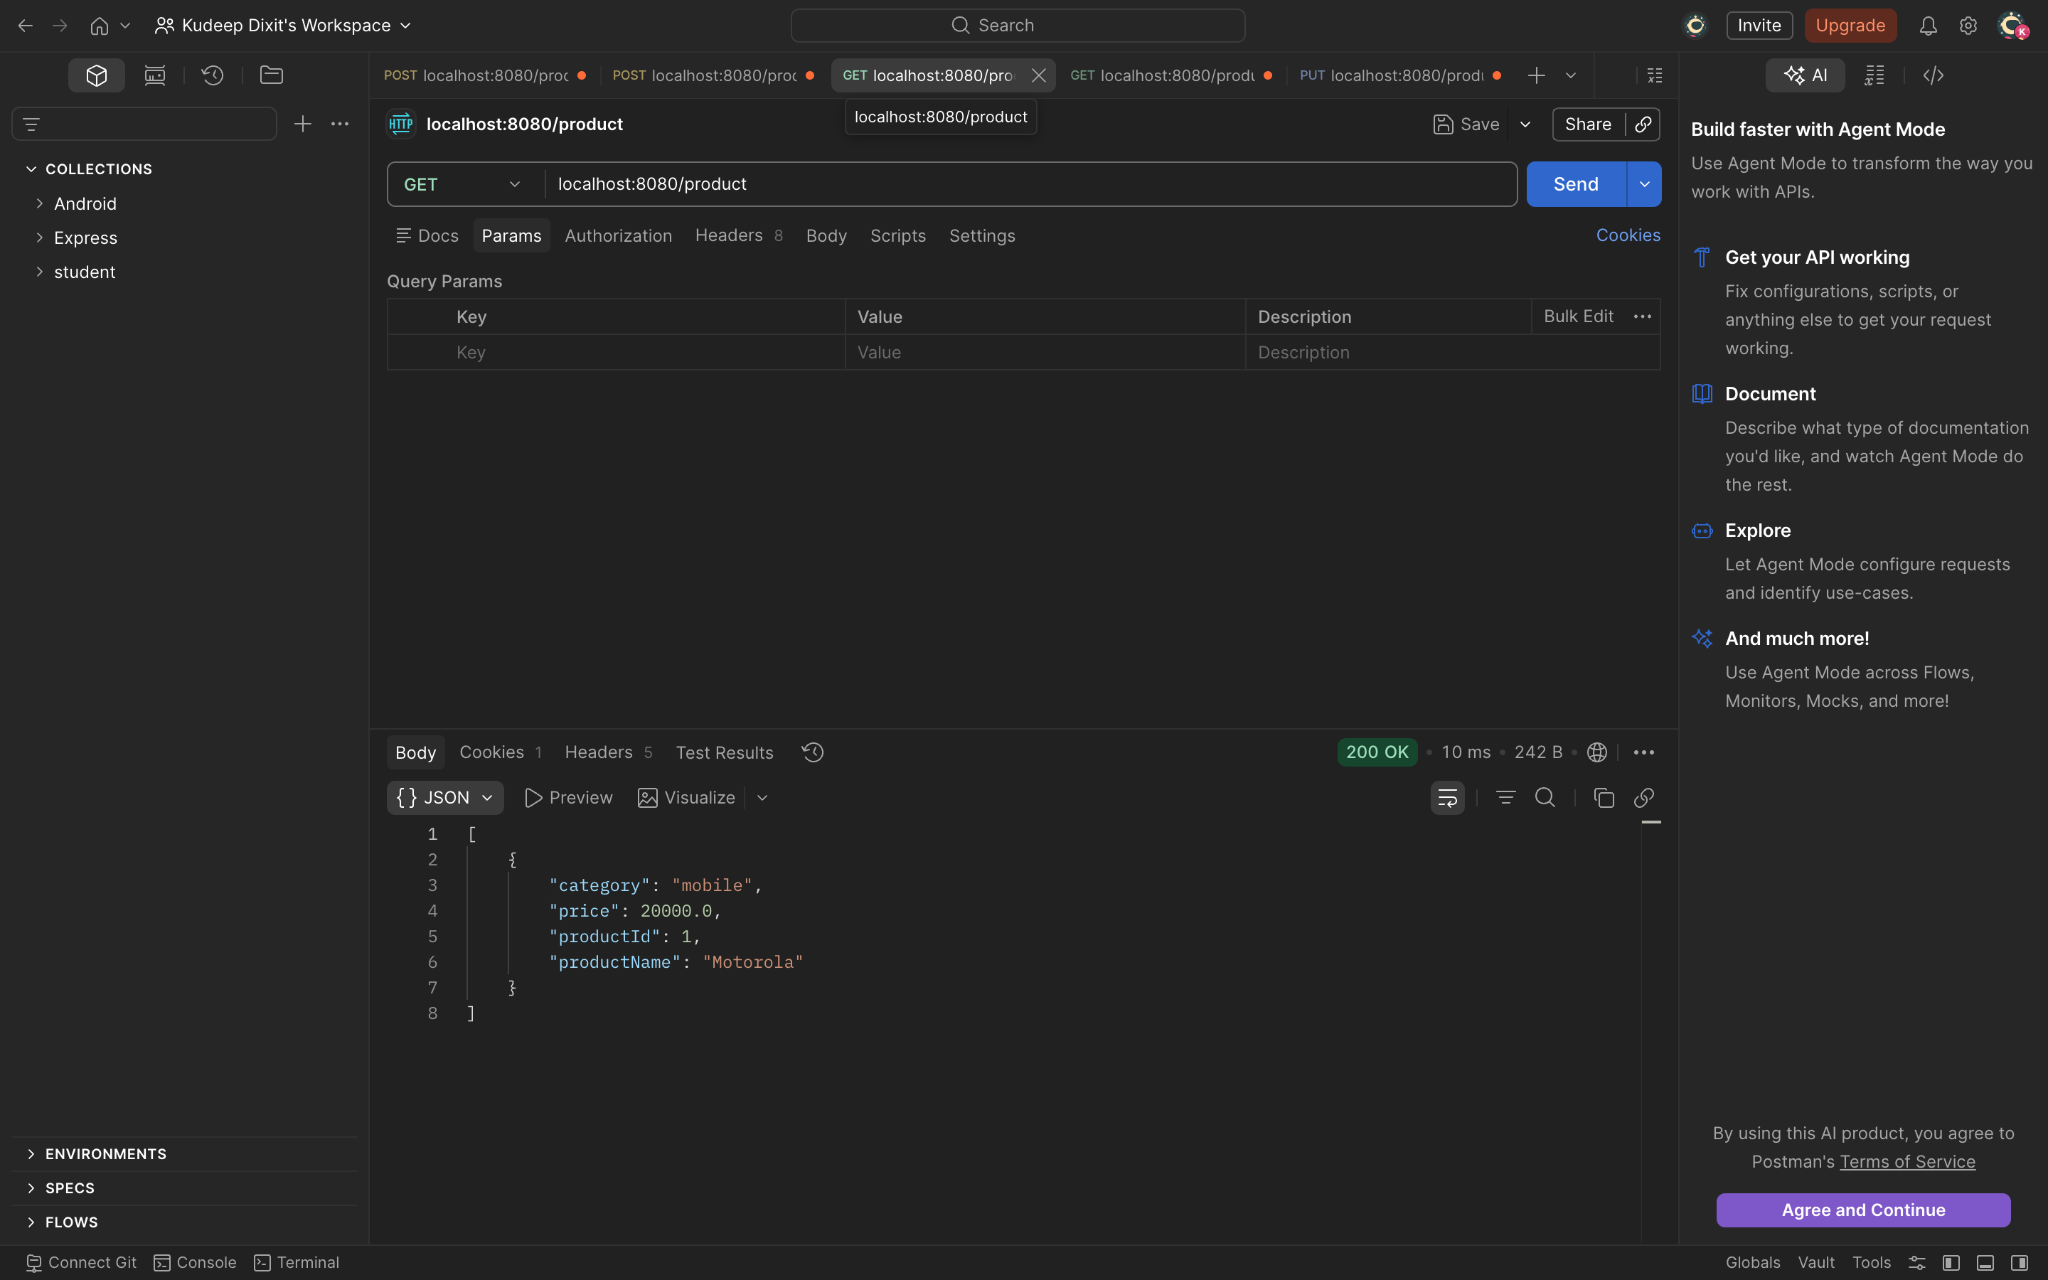 Kudeep Dixit's Workspace
Search
Invite
Upgrade
K
POST localhost:8080/proc
POST localhost:8080/proc
GET localhost:8080/pro
GET localhost:8080/produ
PUT localhost:8080/produ
AI
localhost:8080/product
HTTP localhost:8080/product
Save
Share
GET localhost:8080/product
Send
Docs Params Authorization Headers 8 Body Scripts Settings
Cookies
Query Params
Key Value Description Bulk Edit
Key Value Description
COLLECTIONS
Android
Express
student
ENVIRONMENTS
SPECS
FLOWS
Body Cookies 1 Headers 5 Test Results
200 OK 10 ms 242 B
{} JSON Preview Visualize
1 [
2 {
3 "category": "mobile",
4 "price": 20000.0,
5 "productId": 1,
6 "productName": "Motorola"
7 }
8 ]
Build faster with Agent Mode
Use Agent Mode to transform the way you
work with APIs.
Get your API working
Fix configurations, scripts, or
anything else to get your request
working.
Document
Describe what type of documentation
you'd like, and watch Agent Mode do
the rest.
Explore
Let Agent Mode configure requests
and identify use-cases.
And much more!
Use Agent Mode across Flows,
Monitors, Mocks, and more!
By using this AI product, you agree to
Postman's Terms of Service
Agree and Continue
Connect Git Console Terminal
Globals Vault Tools